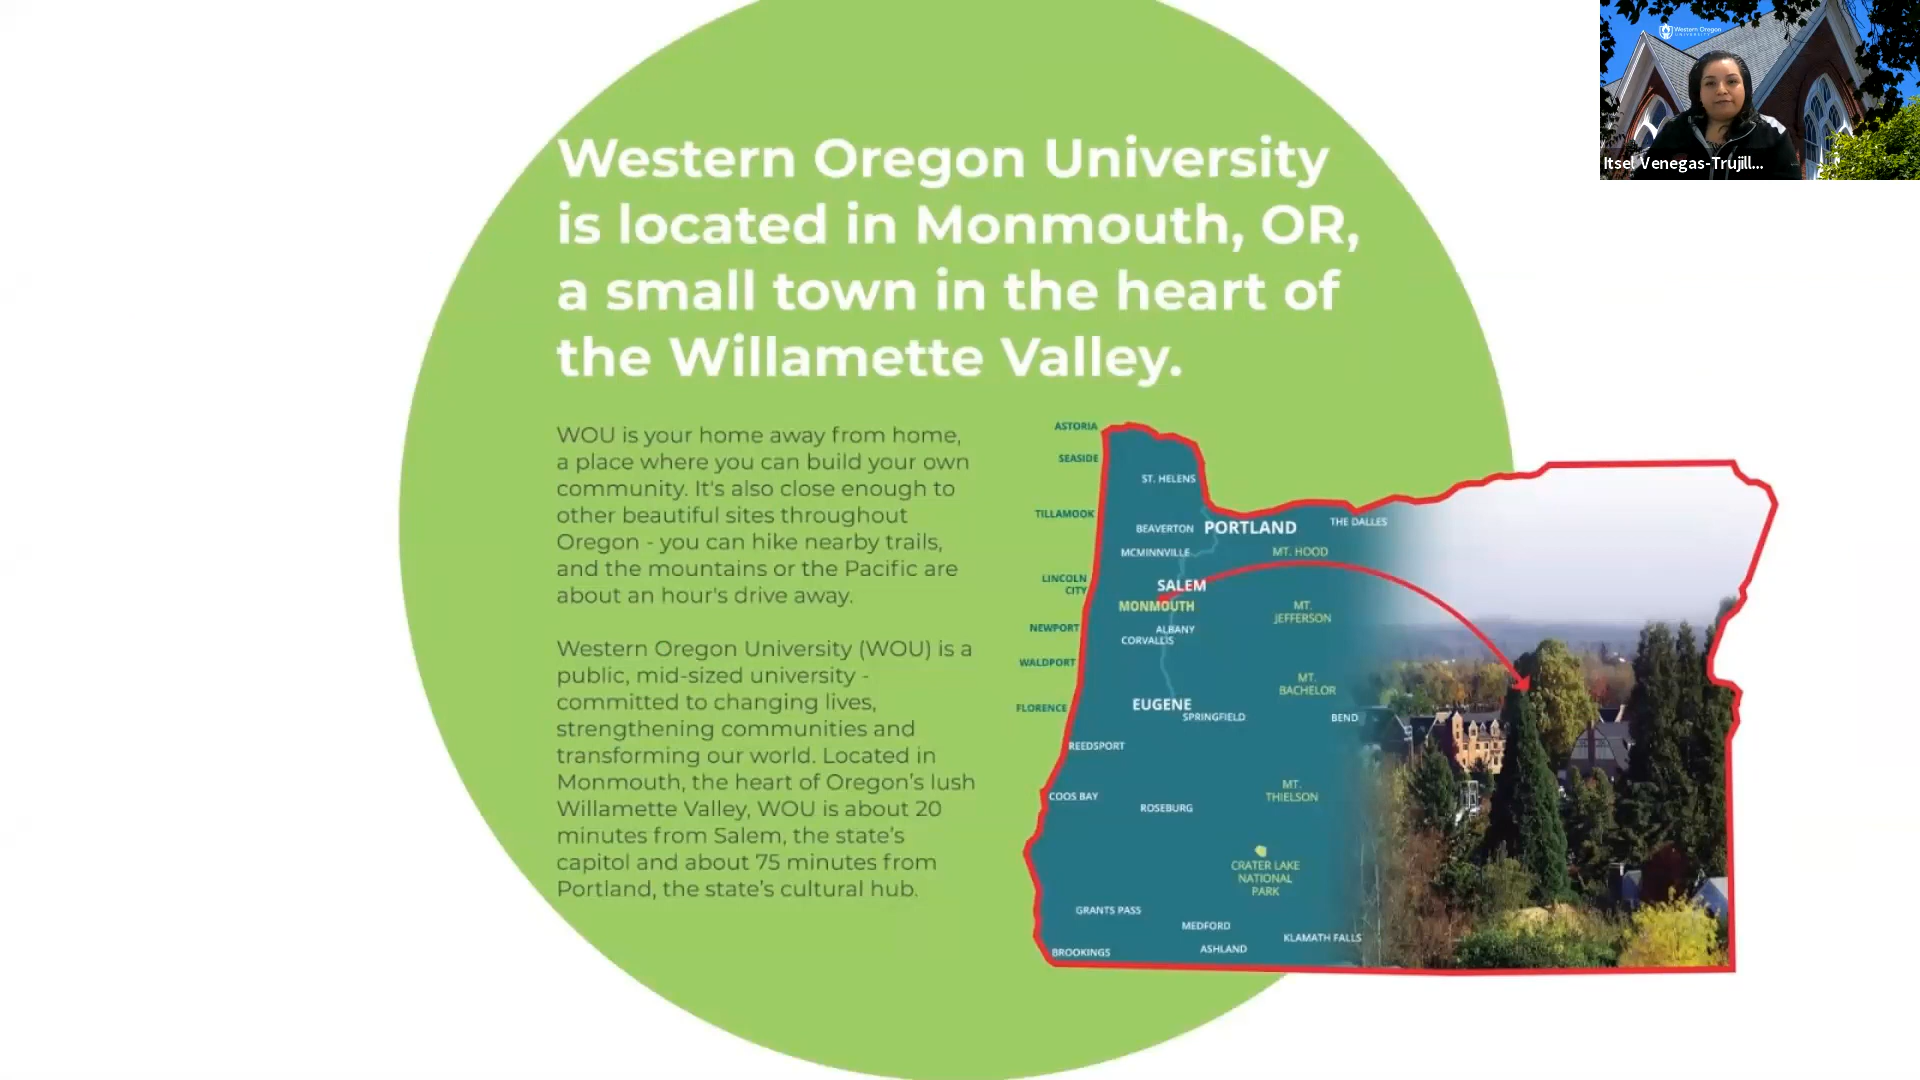 Western Oregon University
is located in Monmouth, OR,
a small town in the heart of
the Willamette Valley.
WOU is your home away from home,
a place where you can build your own
community. It's also close enough to
other beautiful sites throughout
Oregon - you can hike nearby trails,
and the mountains or the Pacific are
about an hour's drive away.
Western Oregon University (WOU) is a
public, mid-sized university -
committed to changing lives,
strengthening communities and
transforming our world. Located in
Monmouth, the heart of Oregon's lush
Willamette Valley, WOU is about 20
minutes from Salem, the state's
capitol and about 75 minutes from
Portland, the state's cultural hub.
ASTORIA
SEASIDE
ST. HELENS
TILLAMOOK
BEAVERTON
PORTLAND
THE DALLES
MCMINNVILLE
MT. HOOD
LINCOLN
CITY
SALEM
MONMOUTH
MT.
JEFFERSON
NEWPORT
ALBANY
CORVALLIS
WALDPORT
MT.
BACHELOR
FLORENCE
EUGENE
SPRINGFIELD
BEND
REEDSPORT
COOS BAY
ROSEBURG
MT.
THIELSON
CRATER LAKE
NATIONAL
PARK
GRANTS PASS
MEDFORD
KLAMATH FALLS
BROOKINGS
ASHLAND
Western Oregon
UNIVERSITY
Itsel Venegas-Trujill...